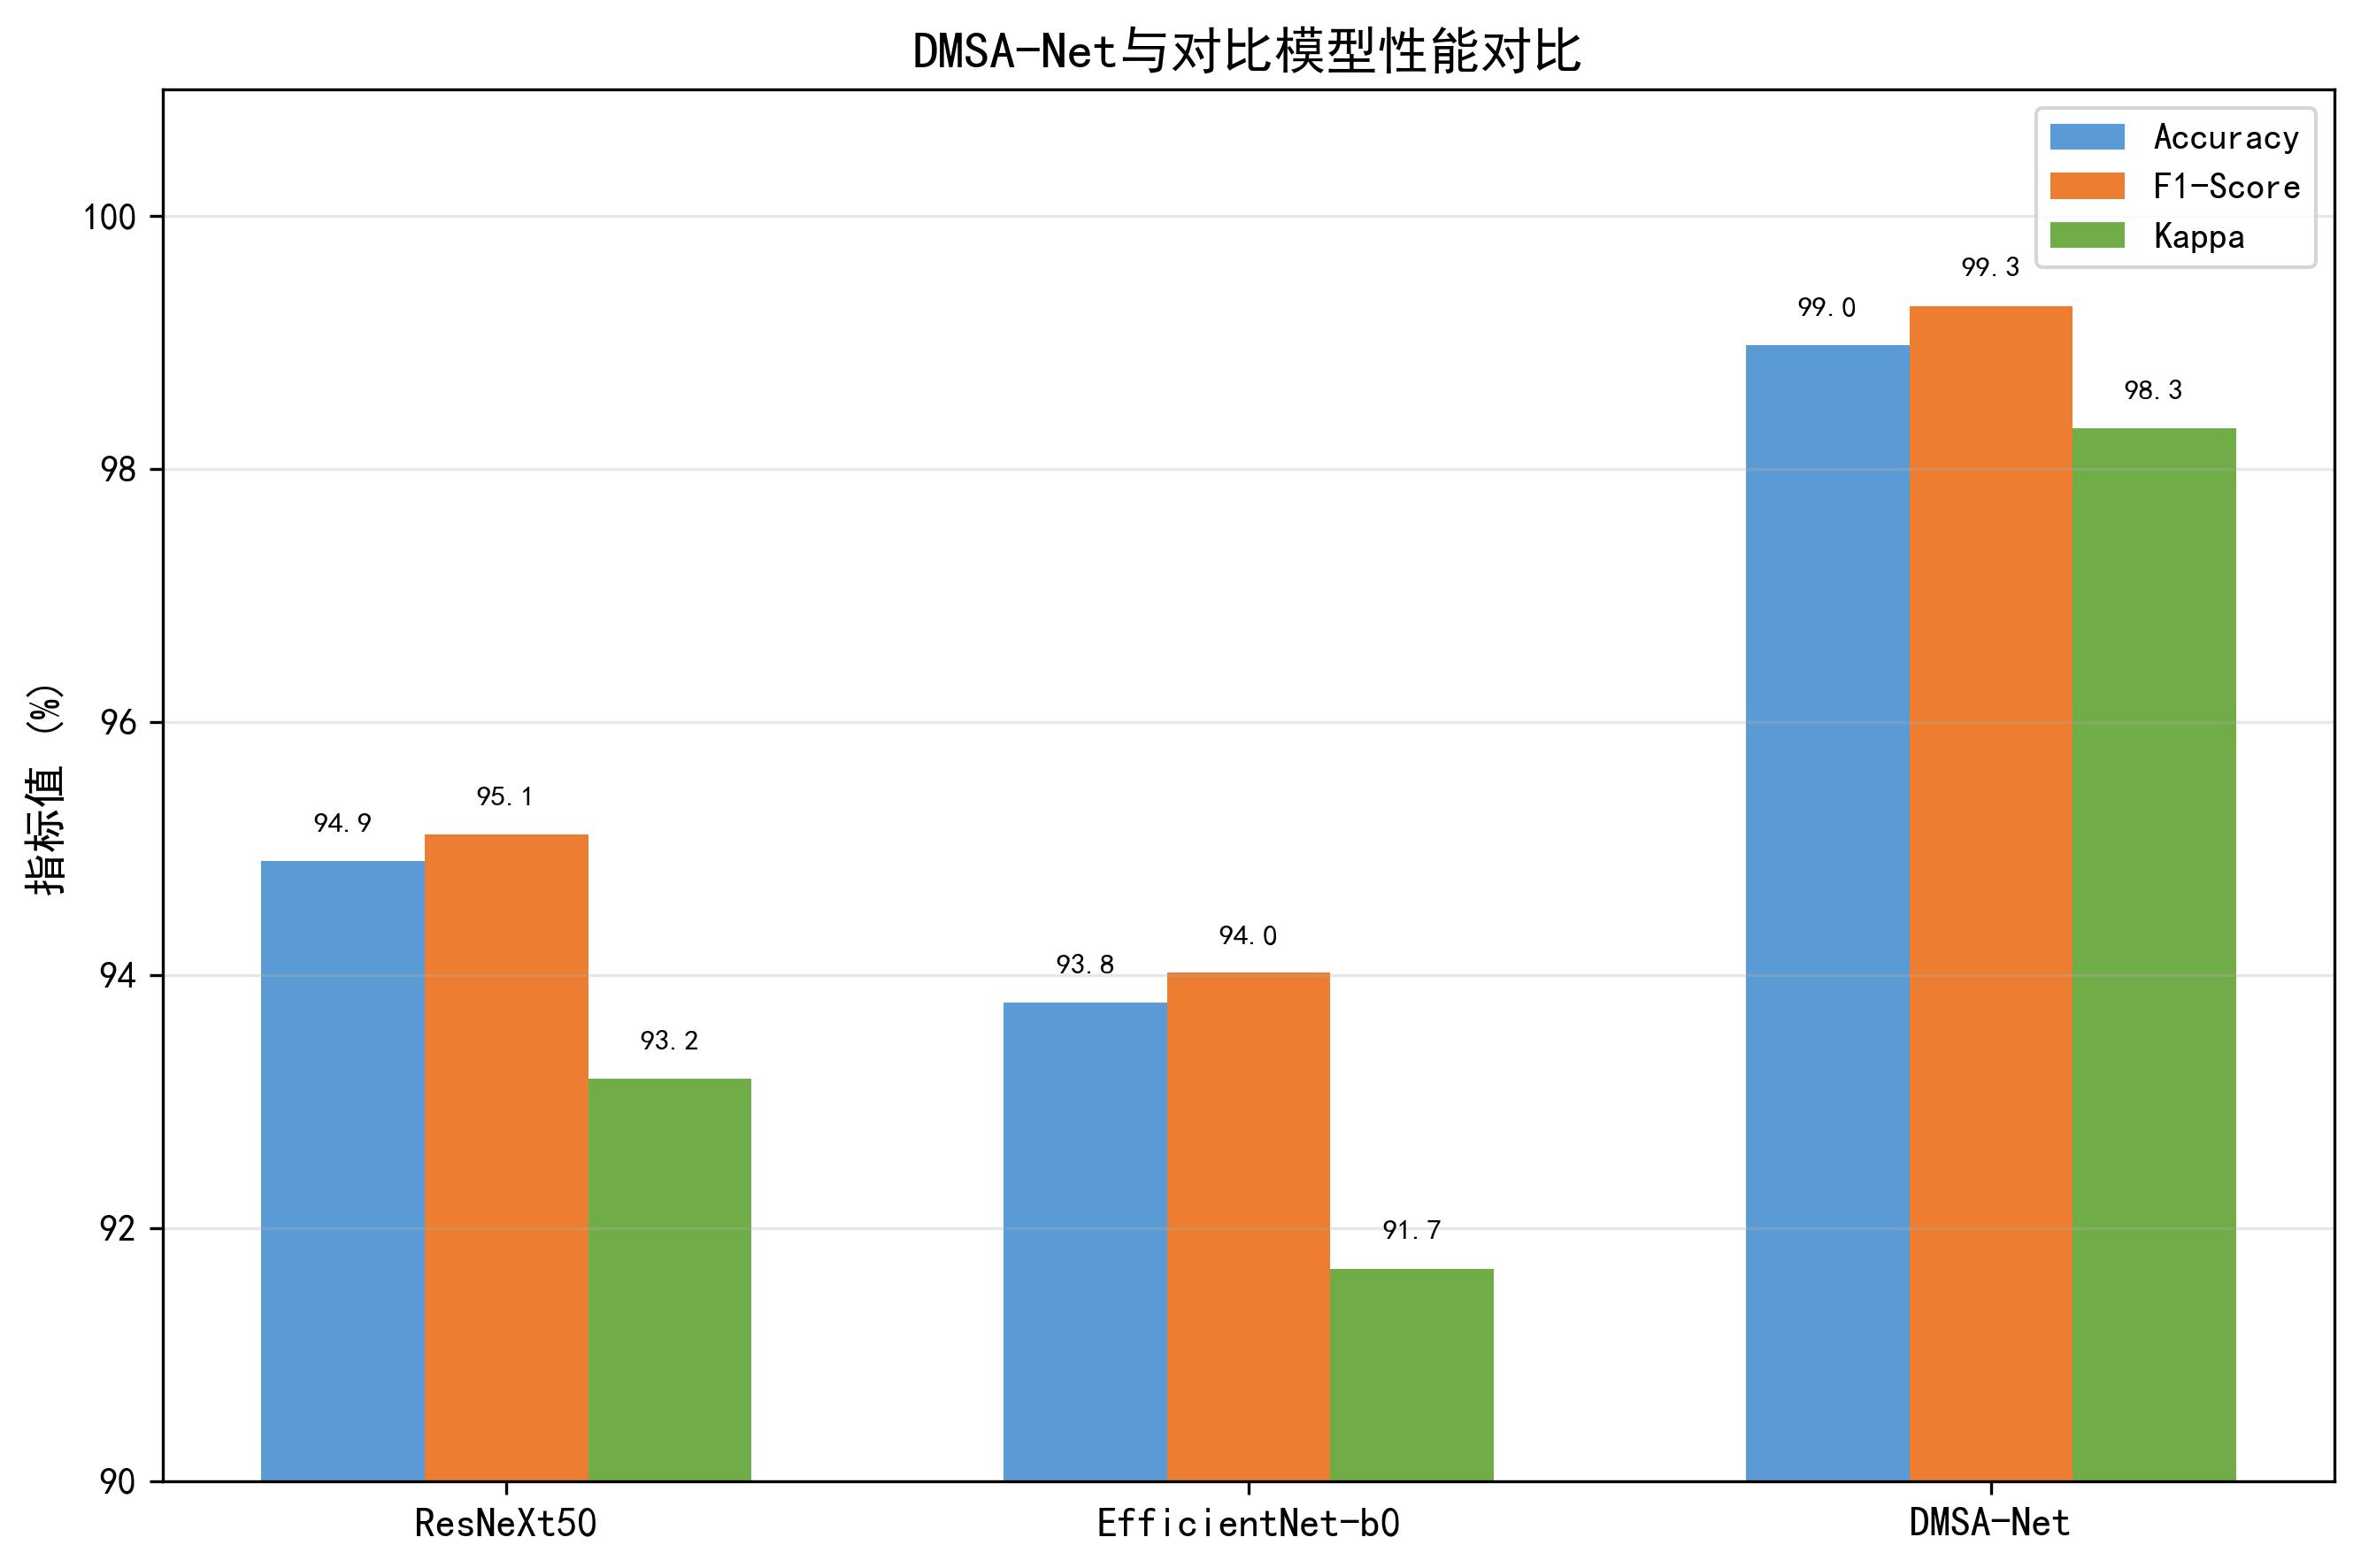 DMSA-Net与对比模型性能对比
Accuracy
F1-Score
Kappa
指标值 (%)
100
98
96
94
92
90
94.9
95.1
93.2
93.8
94.0
91.7
99.0
99.3
98.3
ResNeXt50
EfficientNet-b0
DMSA-Net